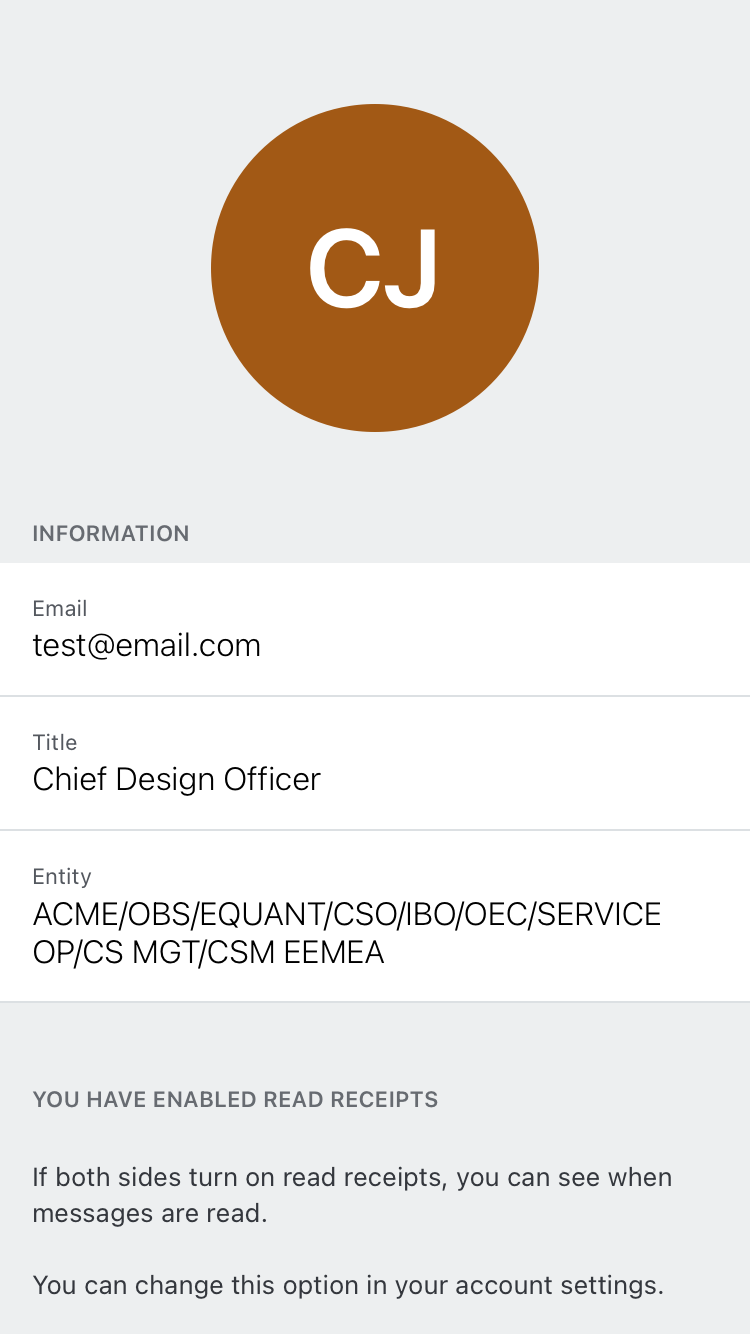 CJ
INFORMATION
Email
test@email.com
Title
Chief Design Officer
Entity
ACME/OBS/EQUANT/CSO/IBO/OEC/SERVICE
OP/CS MGT/CSM EEMEA
YOU HAVE ENABLED READ RECEIPTS
If both sides turn on read receipts, you can see when
messages are read.
You can change this option in your account settings.